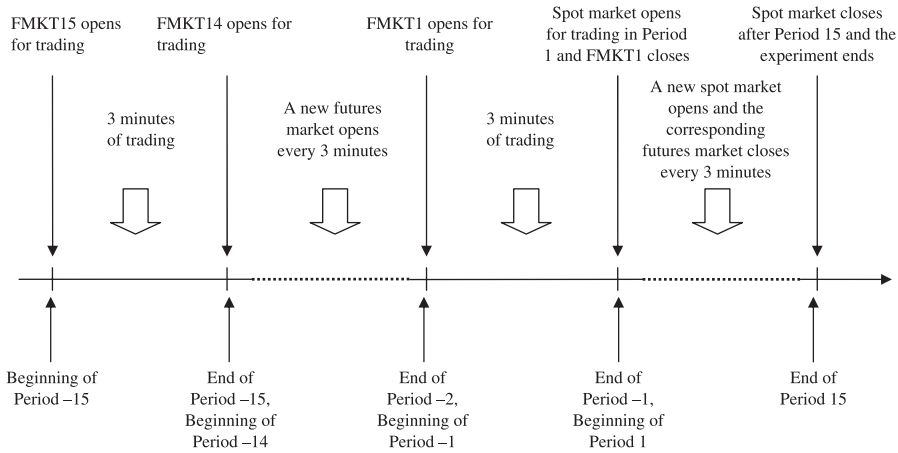 FMKT15 opens
for trading
FMKT14 opens for
trading
FMKT1 opens for
trading
Spot market opens
for trading in Period
1 and FMKT1 closes
Spot market closes
after Period 15 and the
experiment ends
3 minutes
of trading
A new futures
market opens
every 3 minutes
3 minutes
of trading
A new spot market
opens and the
corresponding
futures market closes
every 3 minutes
Beginning of
Period –15
End of
Period –15,
Beginning of
Period –14
End of
Period –2,
Beginning of
Period –1
End of
Period –1,
Beginning of
Period 1
End of
Period 15